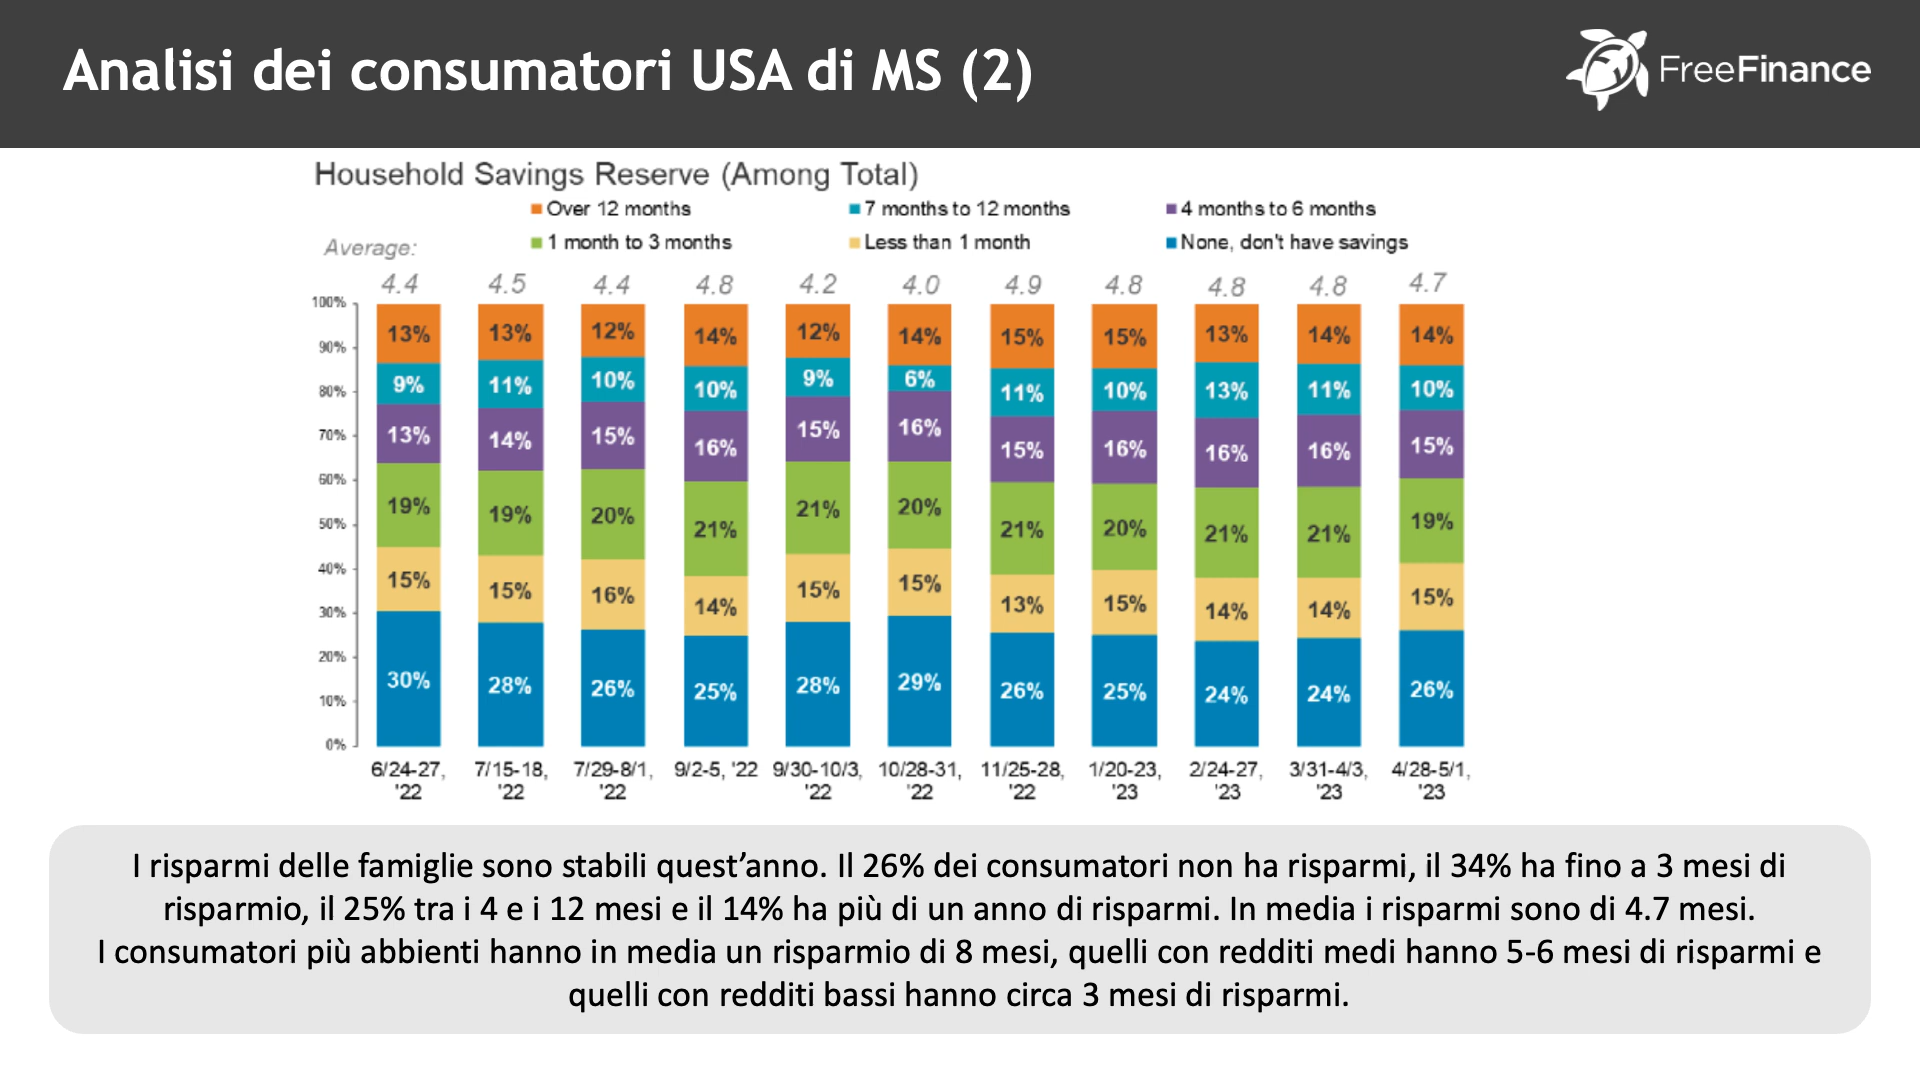 Analisi dei consumatori USA di MS (2)
FreeFinance
Household Savings Reserve (Among Total)
Over 12 months
7 months to 12 months
4 months to 6 months
1 month to 3 months
Less than 1 month
None, don't have savings
Average:
4.4 4.5 4.4 4.8 4.2 4.0 4.9 4.8 4.8 4.8 4.7
100%
90%
80%
70%
60%
50%
40%
30%
20%
10%
0%
13% 13% 12% 14% 12% 14% 15% 15% 13% 14% 14%
9% 11% 10% 10% 9% 6% 11% 10% 13% 11% 10%
13% 14% 15% 16% 15% 16% 15% 16% 16% 16% 15%
19% 19% 20% 21% 21% 20% 21% 20% 21% 21% 19%
15% 15% 16% 14% 15% 15% 13% 15% 14% 14% 15%
30% 28% 26% 25% 28% 29% 26% 25% 24% 24% 26%
6/24-27, 7/15-18, 7/29-8/1, 9/2-5, '22 9/30-10/3, 10/28-31, 11/25-28, 1/20-23, 2/24-27, 3/31-4/3, 4/28-5/1,
'22 '22 '22 '22 '22 '22 '23 '23 '23 '23
I risparmi delle famiglie sono stabili quest’anno. Il 26% dei consumatori non ha risparmi, il 34% ha fino a 3 mesi di
risparmio, il 25% tra i 4 e i 12 mesi e il 14% ha più di un anno di risparmi. In media i risparmi sono di 4.7 mesi.
I consumatori più abbienti hanno in media un risparmio di 8 mesi, quelli con redditi medi hanno 5-6 mesi di risparmi e
quelli con redditi bassi hanno circa 3 mesi di risparmi.